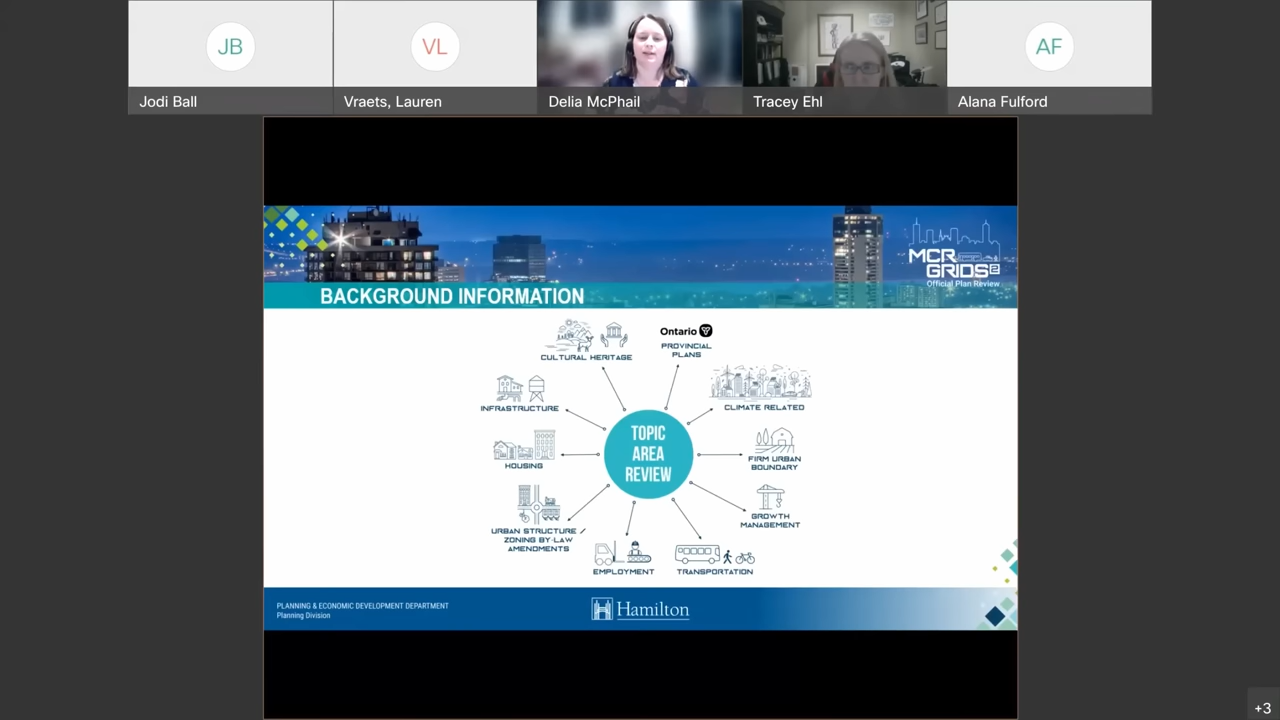 JB
VL
AF
Jodi Ball
Vraets, Lauren
Delia McPhail
Tracey Ehl
Alana Fulford
MCR
GRIDS2
Official Plan Review
BACKGROUND INFORMATION
CULTURAL HERITAGE
Ontario
PROVINCIAL
PLANS
CLIMATE RELATED
FIRM URBAN
BOUNDARY
GROWTH
MANAGEMENT
TRANSPORTATION
EMPLOYMENT
URBAN STRUCTURE /
ZONING BY-LAW
AMENDMENTS
HOUSING
INFRASTRUCTURE
TOPIC
AREA
REVIEW
PLANNING & ECONOMIC DEVELOPMENT DEPARTMENT
Planning Division
Hamilton
+3